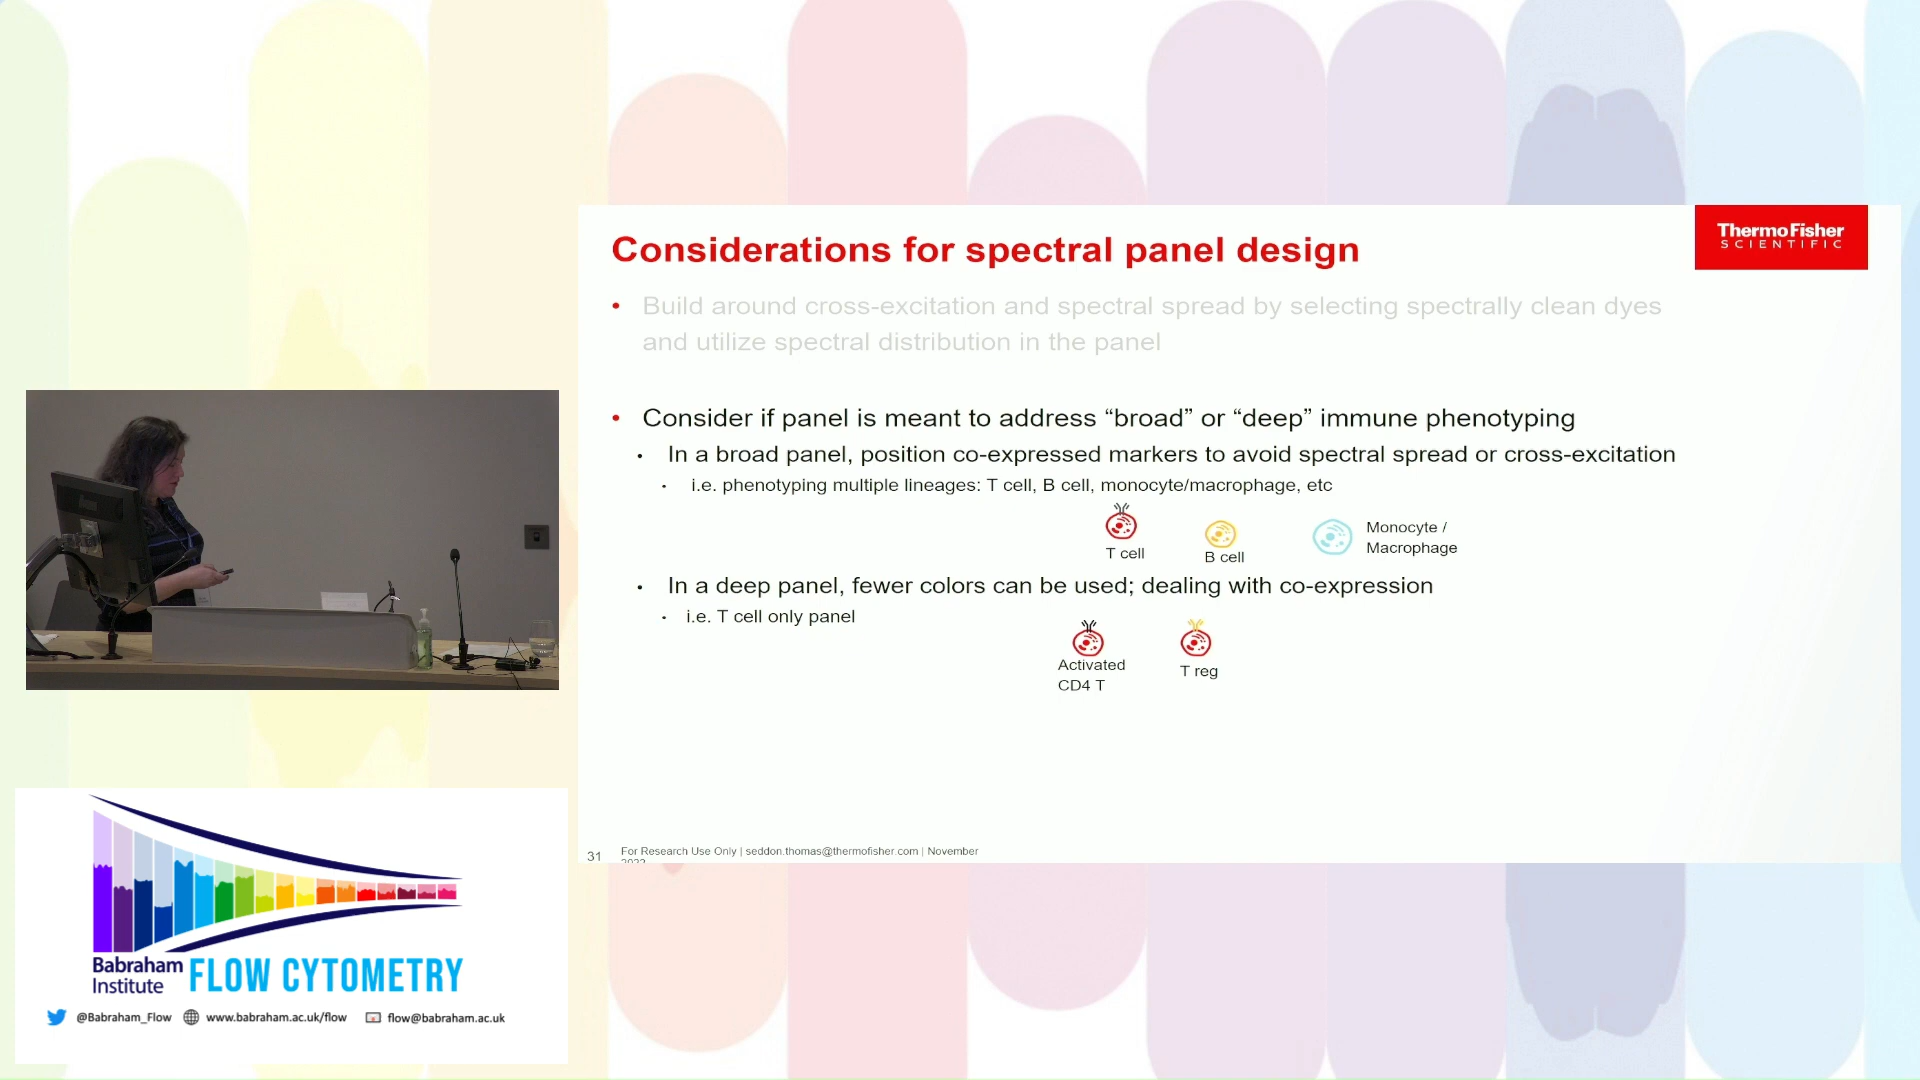 Considerations for spectral panel design
ThermoFisher
SCIENTIFIC
• Build around cross-excitation and spectral spread by selecting spectrally clean dyes
and utilize spectral distribution in the panel
• Consider if panel is meant to address “broad” or “deep” immune phenotyping
• In a broad panel, position co-expressed markers to avoid spectral spread or cross-excitation
• i.e. phenotyping multiple lineages: T cell, B cell, monocyte/macrophage, etc
T cell
B cell
Monocyte /
Macrophage
• In a deep panel, fewer colors can be used; dealing with co-expression
• i.e. T cell only panel
Activated
CD4 T
T reg
31
For Research Use Only | seddon.thomas@thermofisher.com | November
2022
Babraham
Institute
FLOW CYTOMETRY
@Babraham_Flow
www.babraham.ac.uk/flow
flow@babraham.ac.uk